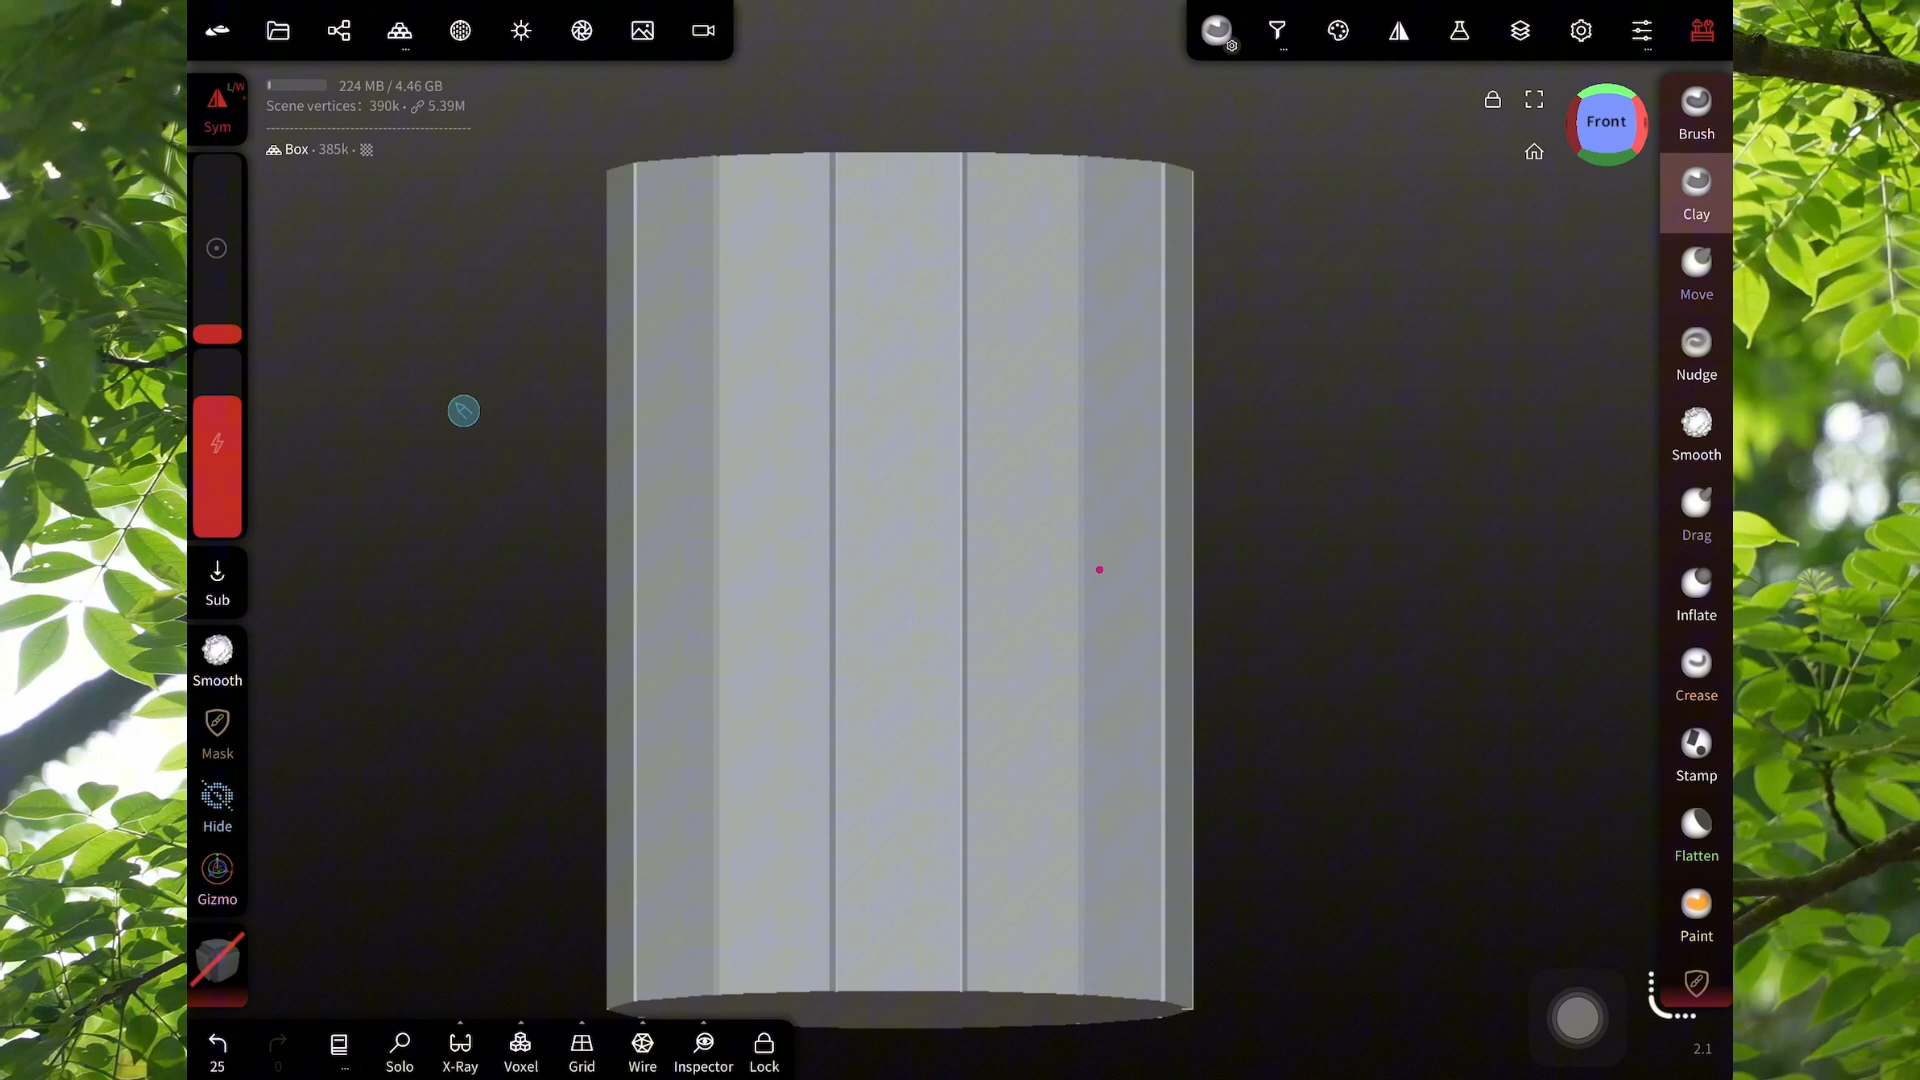 L/W
Sym
224 MB / 4.46 GB
Scene vertices: 390k • 5.39M
Box • 385k •
Front
Brush
Clay
Move
Nudge
Smooth
Drag
Inflate
Crease
Stamp
Flatten
Paint
Sub
Smooth
Mask
Hide
Gizmo
25
0
...
Solo
X-Ray
Voxel
Grid
Wire
Inspector
Lock
2.1